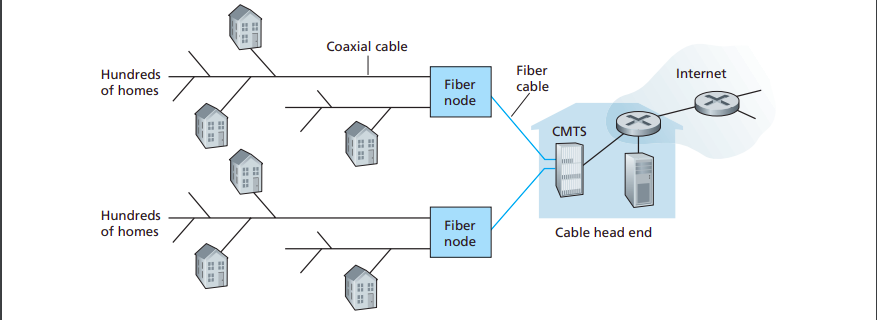 Coaxial cable
Hundreds
of homes
Fiber
node
Fiber
cable
Internet
CMTS
Hundreds
of homes
Fiber
node
Cable head end